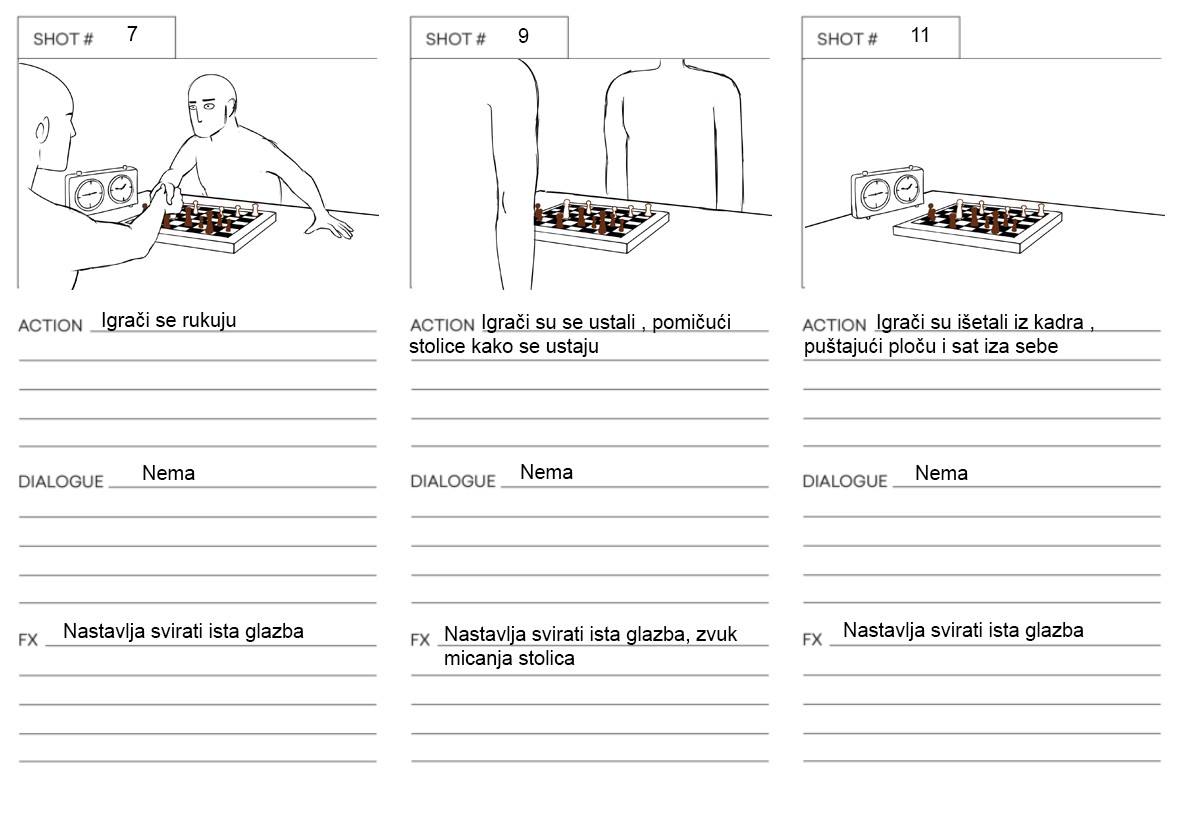 SHOT # 7
Igrači se rukuju
ACTION
DIALOGUE Nema
FX Nastavlja svirati ista glazba
SHOT # 9
ACTION Igrači su se ustali , pomičući
stolice kako se ustaju
DIALOGUE Nema
FX Nastavlja svirati ista glazba, zvuk
micanja stolica
SHOT # 11
ACTION Igrači su išetali iz kadra ,
puštajući ploču i sat iza sebe
DIALOGUE Nema
FX Nastavlja svirati ista glazba